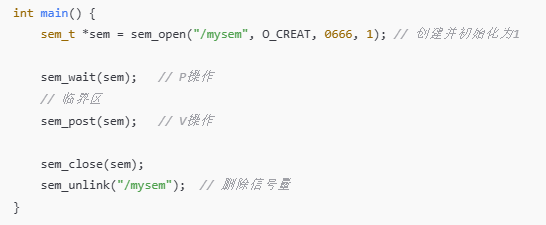 int main() {
    sem_t *sem = sem_open("/mysem", O_CREAT, 0666, 1); // 创建并初始化为1
    sem_wait(sem);   // P操作
    // 临界区
    sem_post(sem);   // V操作
    sem_close(sem);
    sem_unlink("/mysem");  // 删除信号量
}